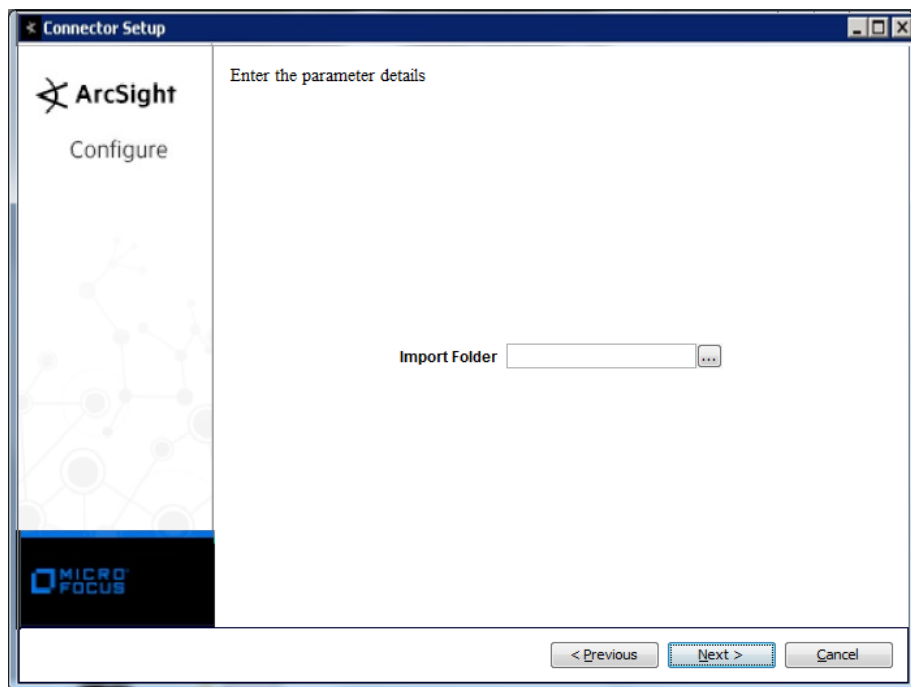 Connector Setup
ArcSight
Configure
Enter the parameter details
Import Folder
...
MICRO
FOCUS
< Previous
Next >
Cancel